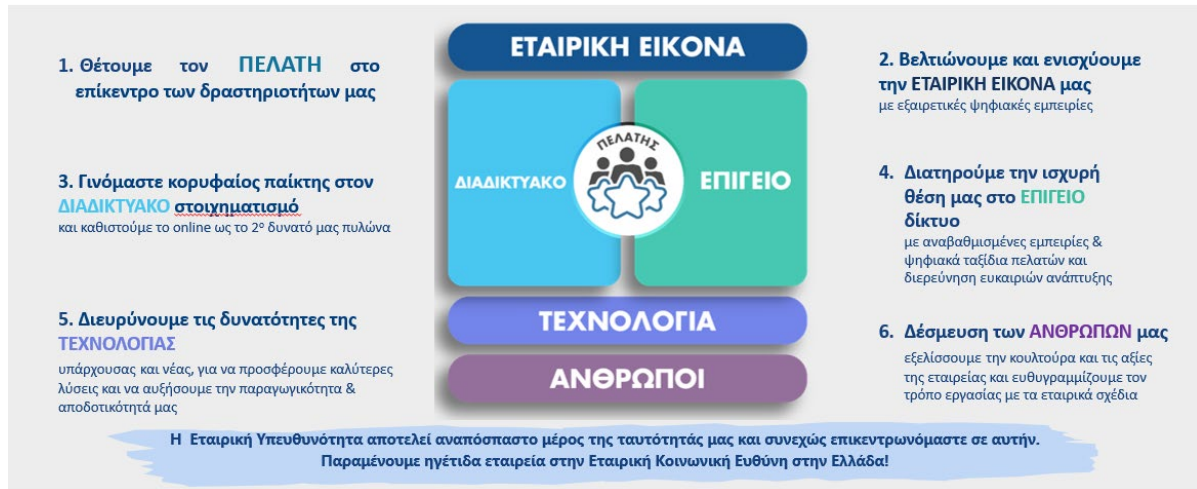 1. Θέτουμε τον ΠΕΛΑΤΗ στο
επίκεντρο των δραστηριοτήτων μας
3. Γινόμαστε κορυφαίος παίκτης στον
ΔΙΑΔΙΚΤΥΑΚΟ στοιχηματισμό
και καθιστούμε το online ως το 2º δυνατό μας πυλώνα
5. Διευρύνουμε τις δυνατότητες της
ΤΕΧΝΟΛΟΓΙΑΣ
υπάρχουσας και νέας, για να προσφέρουμε καλύτερες
λύσεις και να αυξήσουμε την παραγωγικότητα &
αποδοτικότητά μας
ΕΤΑΙΡΙΚΗ ΕΙΚΟΝΑ
ΔΙΑΔΙΚΤΥΑΚΟ
ΠΕΛΑΤΗΣ
ΕΠΙΓΕΙΟ
ΤΕΧΝΟΛΟΓΙΑ
ΑΝΘΡΩΠΟΙ
2. Βελτιώνουμε και ενισχύουμε
την ΕΤΑΙΡΙΚΗ ΕΙΚΟΝΑ μας
με εξαιρετικές ψηφιακές εμπειρίες
4. Διατηρούμε την ισχυρή
θέση μας στο ΕΠΙΓΕΙΟ
δίκτυο
με αναβαθμισμένες εμπειρίες &
ψηφιακά ταξίδια πελατών και
διερεύνηση ευκαιριών ανάπτυξης
6. Δέσμευση των ΑΝΘΡΩΠΩΝ μας
εξελίσσουμε την κουλτούρα και τις αξίες
της εταιρείας και ευθυγραμμίζουμε τον
τρόπο εργασίας με τα εταιρικά σχέδια
Η Εταιρική Υπευθυνότητα αποτελεί αναπόσπαστο μέρος της ταυτότητάς μας και συνεχώς επικεντρωνόμαστε σε αυτήν.
Παραμένουμε ηγέτιδα εταιρεία στην Εταιρική Κοινωνική Ευθύνη στην Ελλάδα!